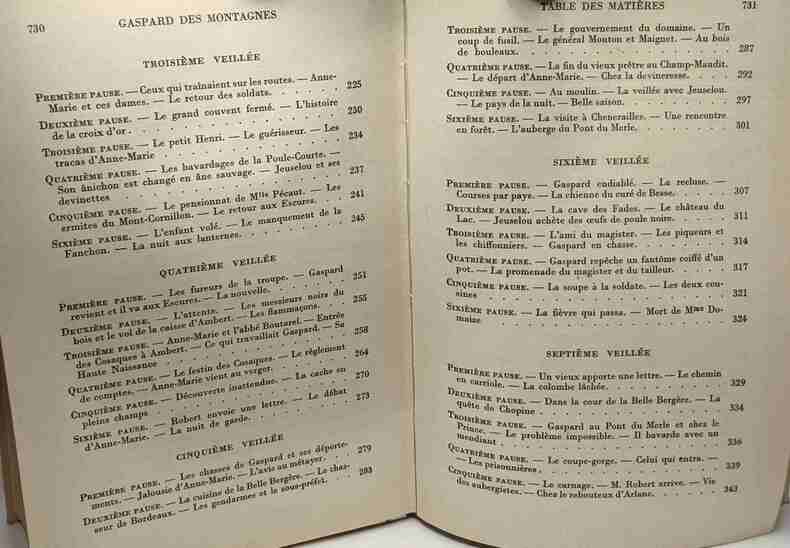 730 GASPARD DES MONTAGNES
TROISIÈME VEILLÉE
PREMIÈRE PAUSE. — Ceux qui traînaient sur les routes. — Anne-
Marie et ces dames. — Le retour des soldats. . . . . . . 225
DEUXIÈME PAUSE. — Le grand couvent fermé. — L'histoire
de la croix d'or. . . . . . . . . . . . . . . . . 230
TROISIÈME PAUSE. — Le petit Henri. — Le guérisseur. — Les
tracas d'Anne-Marie . . . . . . . . . . . . . . . 234
QUATRIÈME PAUSE. — Les bavardages de la Poule-Courte. —
Son ânichon est changé en âne sauvage. — Jeuselou et ses
devinettes . . . . . . . . . . . . . . . . . . 237
CINQUIÈME PAUSE. — Le pensionnat de Mlle Pécaut. — Les
ermites du Mont-Cornillon. — Le retour aux Escures. . . . 241
SIXIÈME PAUSE. — L'enfant volé. — Le manquement de la
Fanchon. — La nuit aux lanternes. . . . . . . . . . 245
QUATRIÈME VEILLÉE
PREMIÈRE PAUSE. — Les fureurs de la troupe. — Gaspard
revient et il va aux Escures. — La nouvelle. . . . . . . 251
DEUXIÈME PAUSE. — L'attente. — Les messieurs noirs du
bois et le vol de la caisse d'Ambert. — Les flammaçons. . . 255
TROISIÈME PAUSE. — Anne-Marie et l'abbé Boutarel. — Entrée
des Cosaques à Ambert. — Ce qui travaillait Gaspard. — Sa
Haute Naissance . . . . . . . . . . . . . . . . 258
QUATRIÈME PAUSE. — Le festin des Cosaques. — Le règlement
de comptes. — Anne-Marie vient au verger. . . . . . . 264
CINQUIÈME PAUSE. — Découverte inattendue. — La cache en
pleins champs . . . . . . . . . . . . . . . . . 270
SIXIÈME PAUSE. — Robert envoie une lettre. — Le débat
d'Anne-Marie. — La nuit de garde. . . . . . . . . . 273
CINQUIÈME VEILLÉE
PREMIÈRE PAUSE. — Les chasses de Gaspard et ses déporte-
ments. — Jalousie d'Anne-Marie. — L'avis au métayer. . . . 279
DEUXIÈME PAUSE. — La cuisine de la Belle Bergère. — Le chas-
seur de Bordeaux. — Les gendarmes et le sous-préfet. . . . 283
TABLE DES MATIÈRES 731
TROISIÈME PAUSE. — Le gouvernement du domaine. — Un
coup de fusil. — Le général Mouton et Maignet. — Au bois
de bouleaux. . . . . . . . . . . . . . . . . . 287
QUATRIÈME PAUSE. — La fin du vieux prêtre au Champ-Maudit.
— Le départ d'Anne-Marie. — Chez la devineresse. . . . . 292
CINQUIÈME PAUSE. — Au moulin. — La veillée avec Jeuselou.
— Le pays de la nuit. — Belle saison. . . . . . . . . 297
SIXIÈME PAUSE. — La visite à Chenerailles. — Une rencontre
en forêt. — L'auberge du Pont du Merle. . . . . . . . 301
SIXIÈME VEILLÉE
PREMIÈRE PAUSE. — Gaspard endiablé. — La recluse. —
Courses par pays. — La chienne du curé de Besse. . . . . 307
DEUXIÈME PAUSE. — La cave des Fades. — Le château du
Lac. — Jeuselou achète des œufs de poule noire. . . . . . 311
TROISIÈME PAUSE. — L'ami du magister. — Les piqueurs et
les chiffonniers. — Gaspard en chasse. . . . . . . . . 314
QUATRIÈME PAUSE. — Gaspard repêche un fantôme coiffé d'un
pot. — La promenade du magister et du tailleur. . . . . . 317
CINQUIÈME PAUSE. — La soupe à la soldate. — Les deux cou-
sines . . . . . . . . . . . . . . . . . . . . 321
SIXIÈME PAUSE. — La fièvre qui passa. — Mort de Mme Do-
maize . . . . . . . . . . . . . . . . . . . . 324
SEPTIÈME VEILLÉE
PREMIÈRE PAUSE. — Un vieux apporte une lettre. — Le chemin
en carriole. — La colombe lâchée. . . . . . . . . . 329
DEUXIÈME PAUSE. — Dans la cour de la Belle Bergère. — La
quête de Chopine . . . . . . . . . . . . . . . . 334
TROISIÈME PAUSE. — Gaspard au Pont du Merle et chez le
Prince. — Le problème impossible. — Il bavarde avec un
mendiant . . . . . . . . . . . . . . . . . . . 336
QUATRIÈME PAUSE. — Le coupe-gorge. — Celui qui entra. —
— Les prisonnières. . . . . . . . . . . . . . . . 339
CINQUIÈME PAUSE. — Le carnage. — M. Robert arrive. — Vie
des aubergistes. — Chez le rebouteux d'Arlanc. . . . . . 343